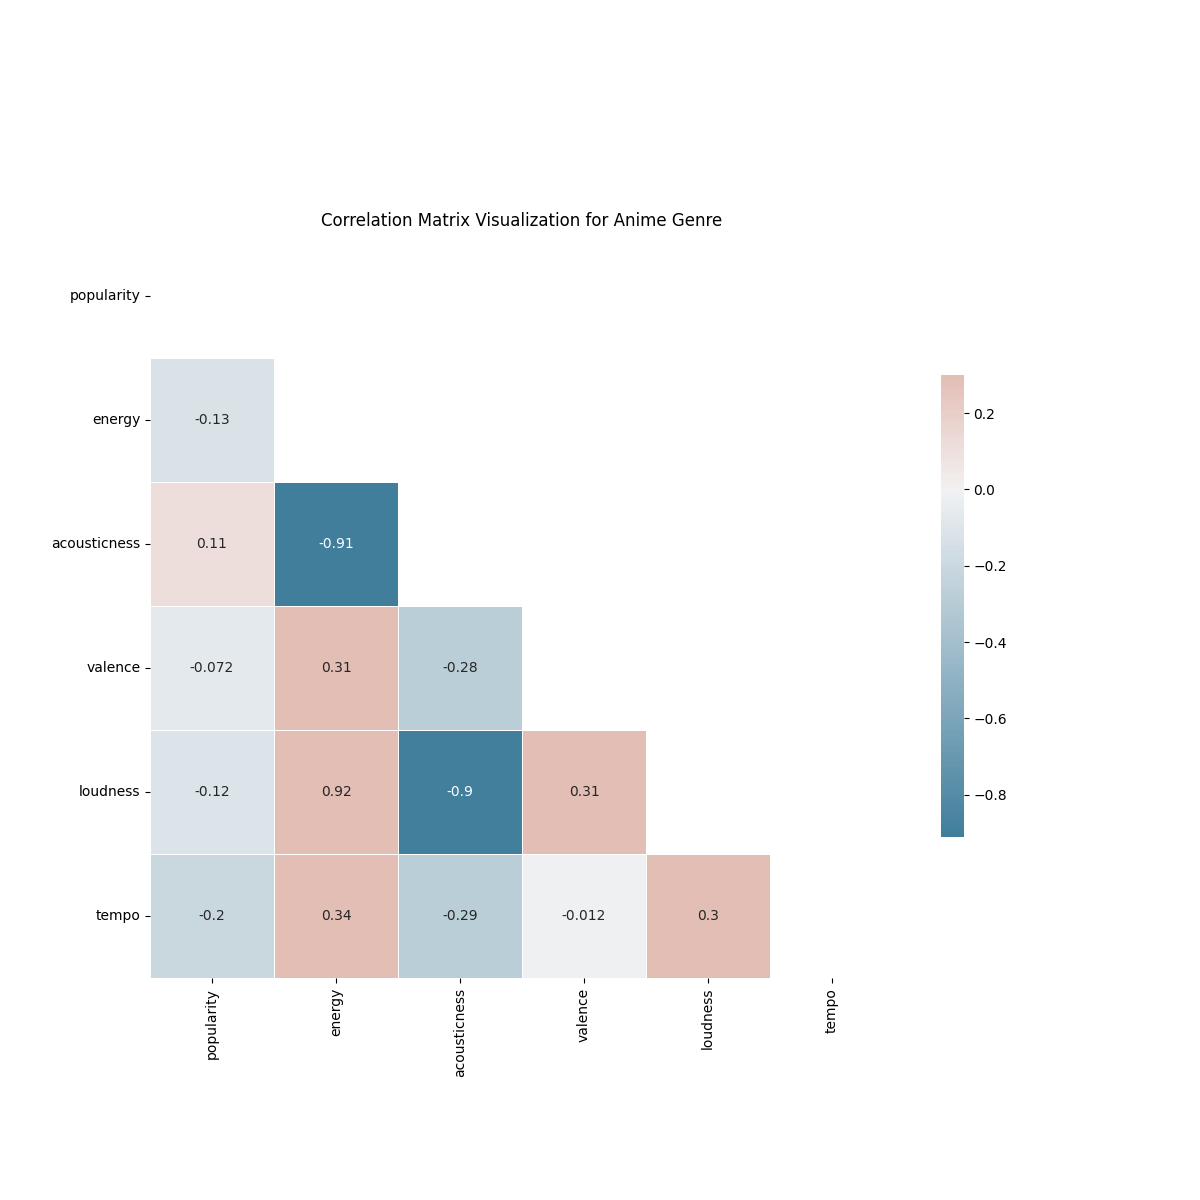 Correlation Matrix Visualization for Anime Genre
popularity
energy
-0.13
acousticness
0.11
-0.91
valence
-0.072
0.31
-0.28
loudness
-0.12
0.92
-0.9
0.31
tempo
-0.2
0.34
-0.29
-0.012
0.3
popularity
energy
acousticness
valence
loudness
tempo
0.2
0.0
−0.2
−0.4
−0.6
−0.8